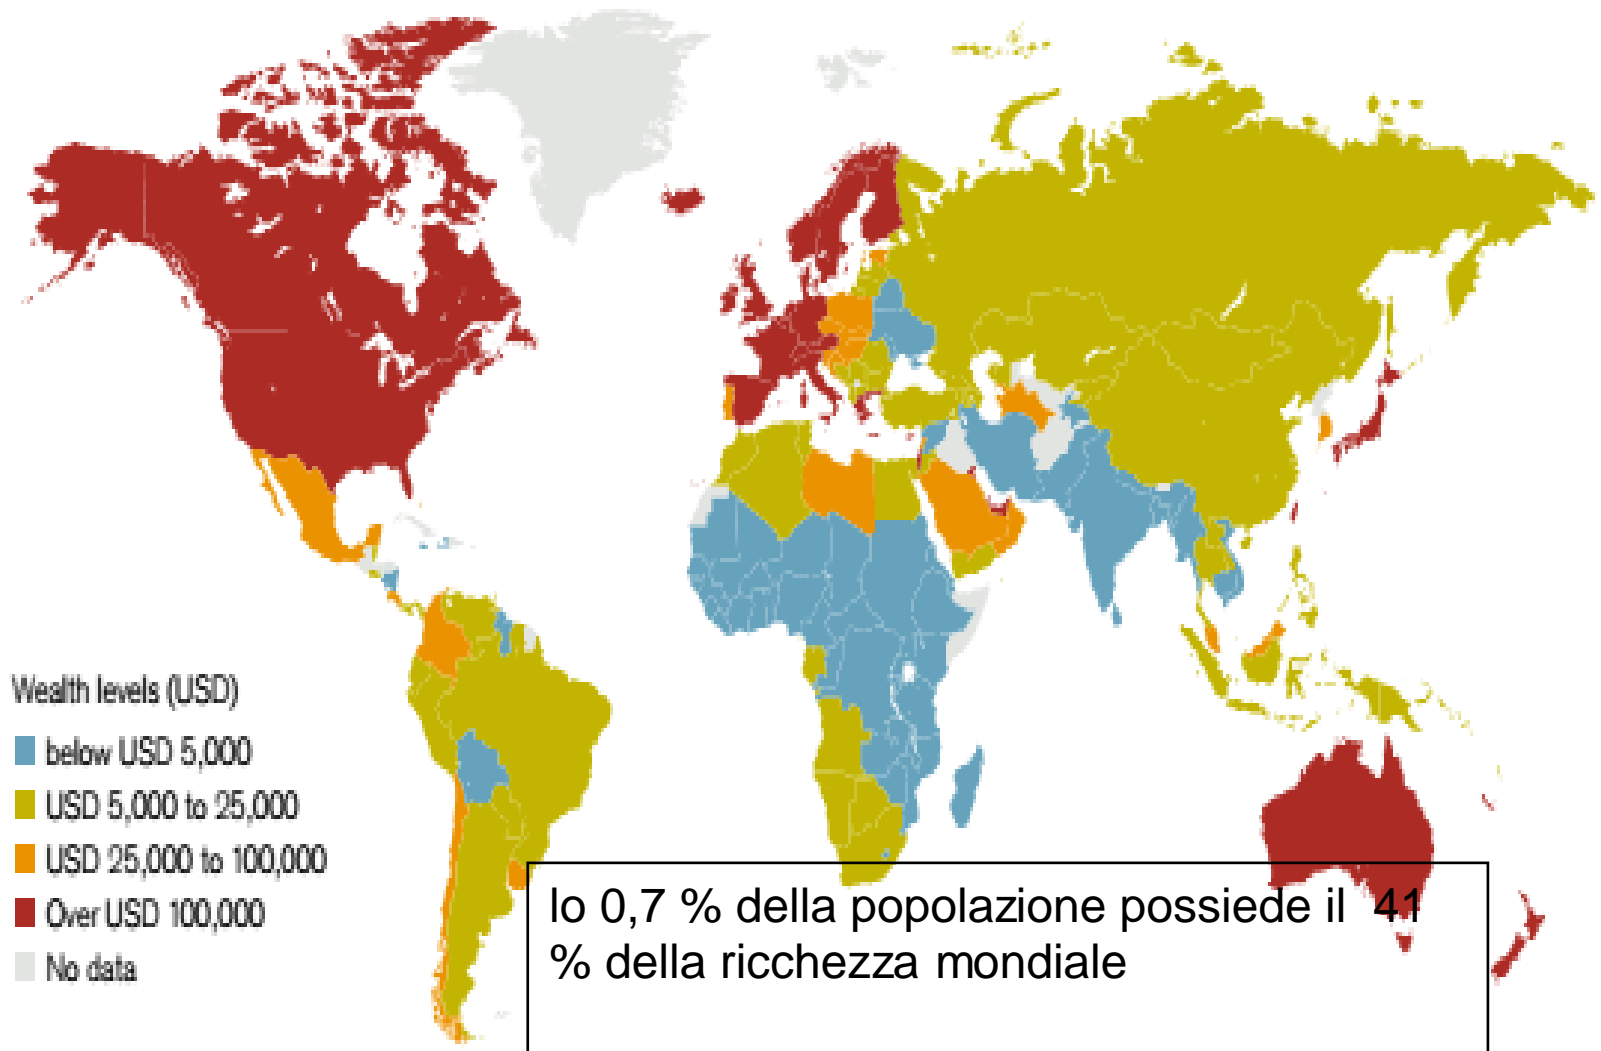 Wealth levels (USD)
below USD 5,000
USD 5,000 to 25,000
USD 25,000 to 100,000
Over USD 100,000
No data
lo 0,7 % della popolazione possiede il 41
% della ricchezza mondiale